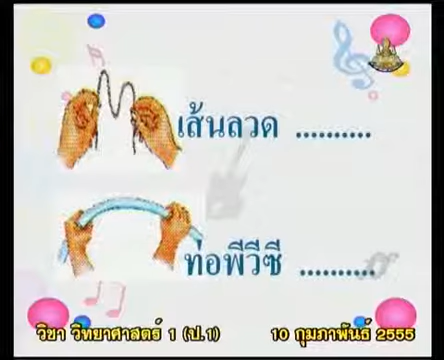 เส้นลวด ..........
ท่อพีวีซี ..........
วิชา วิทยาศาสตร์ 1 (ป.1) 10 กุมภาพันธ์ 2555